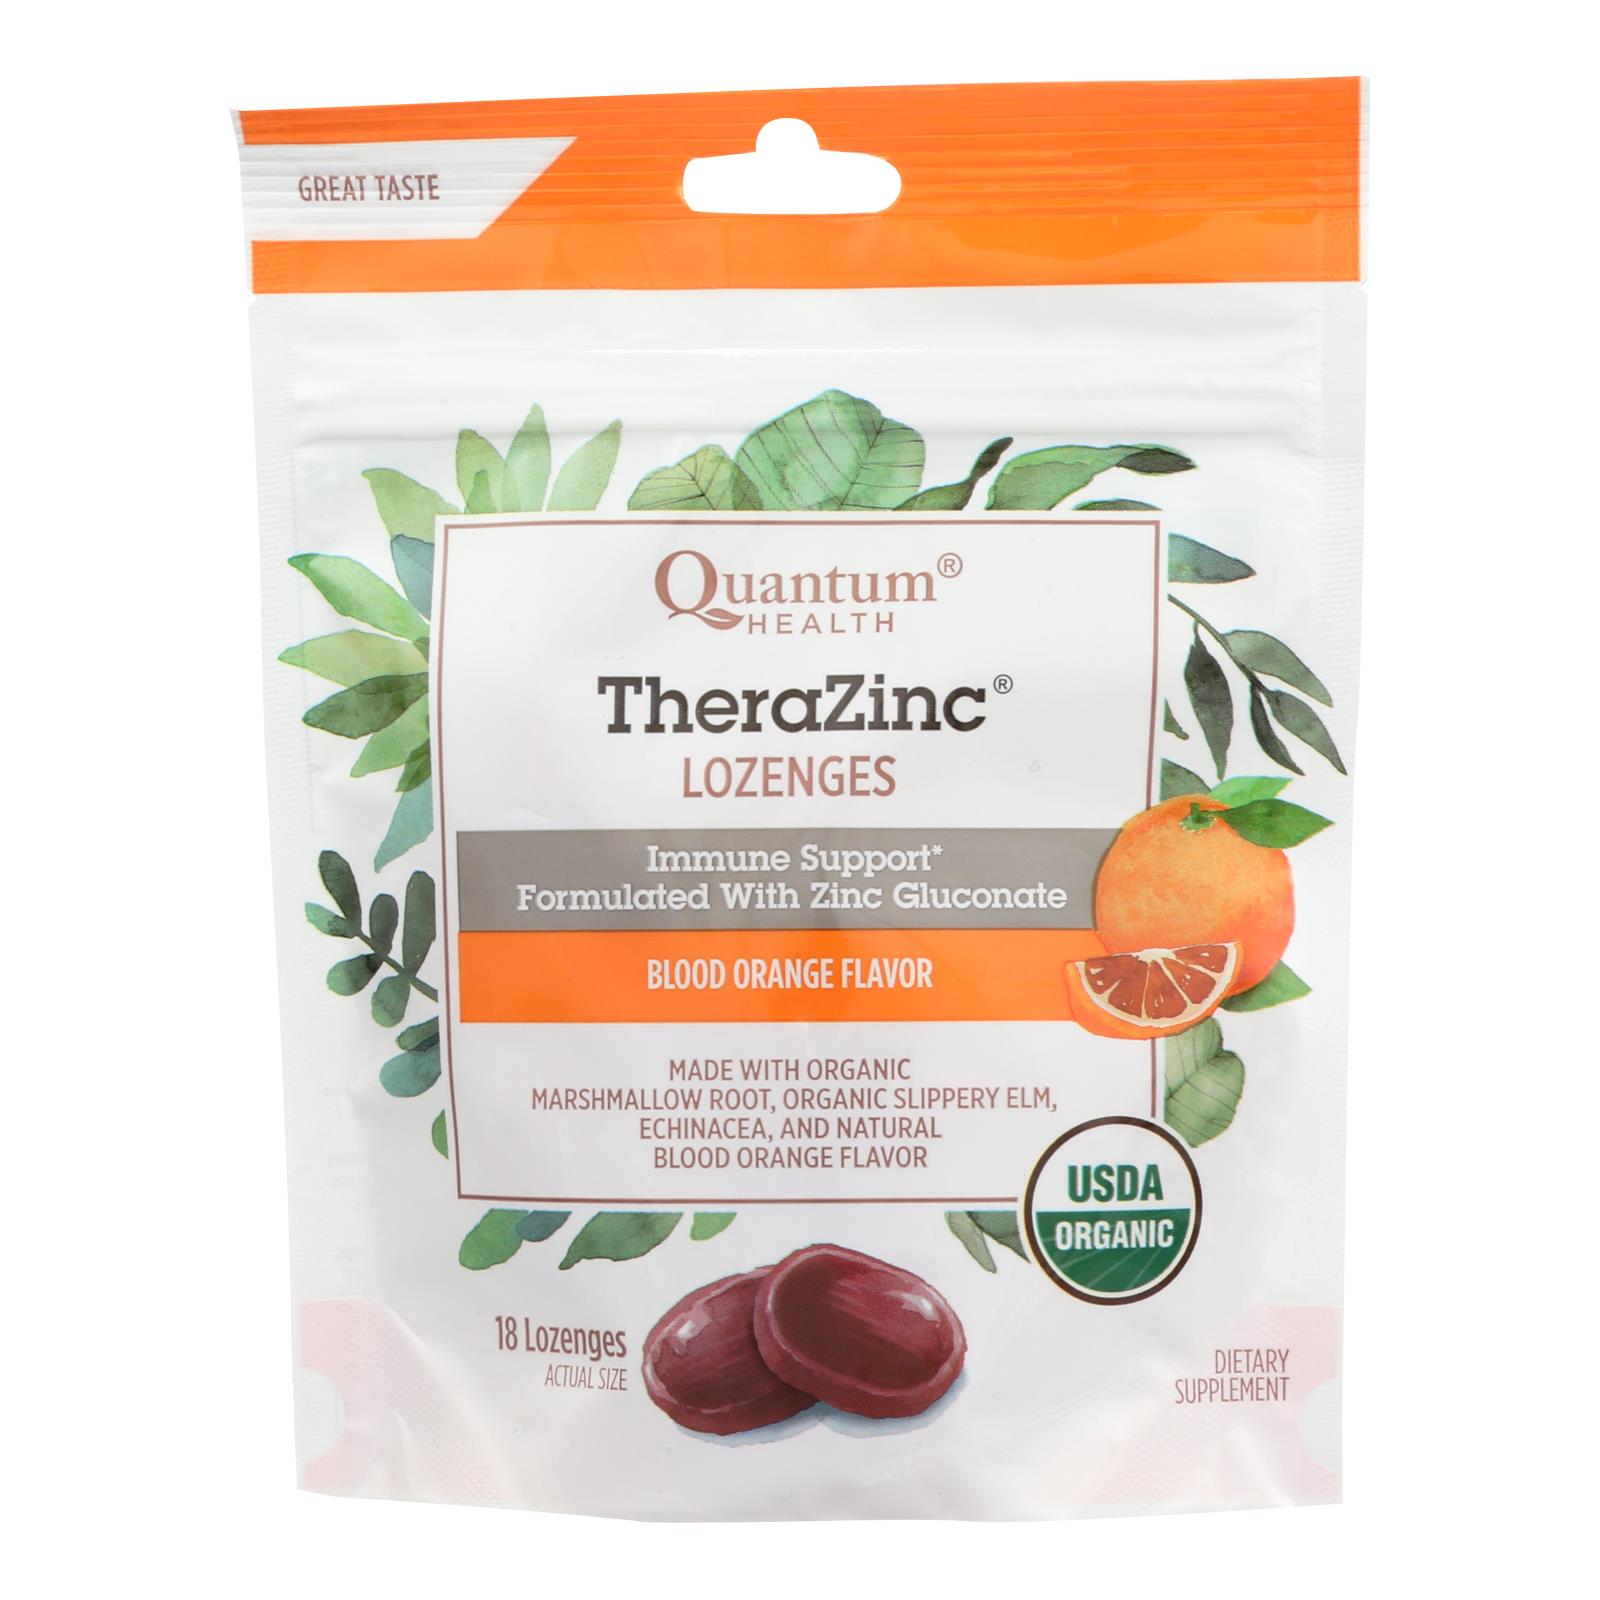 GREAT TASTE
Quantum®
HEALTH
TheraZinc®
LOZENGES
Immune Support*
Formulated With Zinc Gluconate
BLOOD ORANGE FLAVOR
MADE WITH ORGANIC
MARSHMALLOW ROOT, ORGANIC SLIPPERY ELM,
ECHINACEA, AND NATURAL
BLOOD ORANGE FLAVOR
USDA
ORGANIC
18 Lozenges
ACTUAL SIZE
DIETARY
SUPPLEMENT